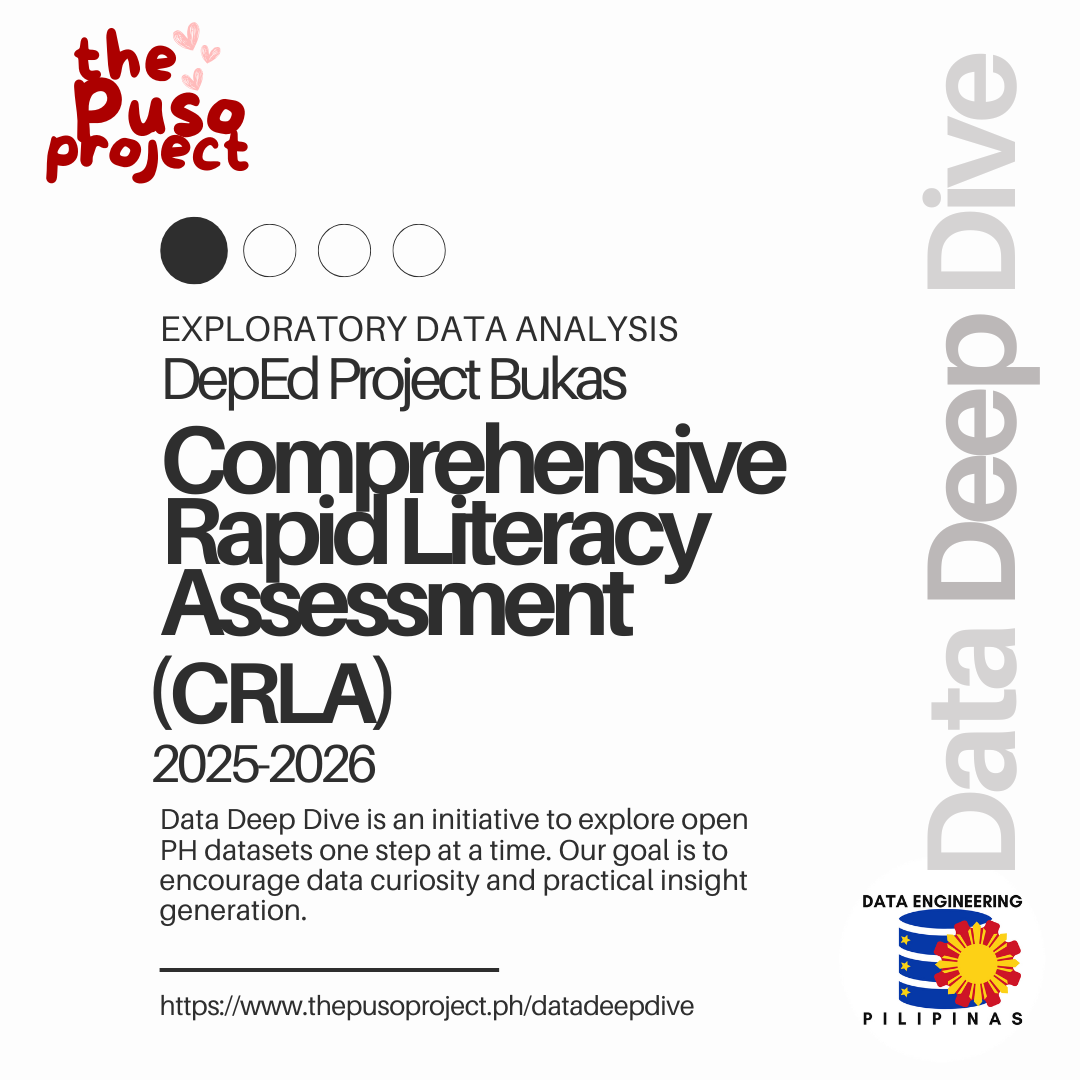 the
Puso
project
EXPLORATORY DATA ANALYSIS
DepEd Project Bukas
Comprehensive
Rapid Literacy
Assessment
(CRLA)
2025-2026
Data Deep Dive is an initiative to explore open
PH datasets one step at a time. Our goal is to
encourage data curiosity and practical insight
generation.
https://www.thepusoproject.ph/datadeepdive
Data Deep Dive
DATA ENGINEERING
PILIPINAS